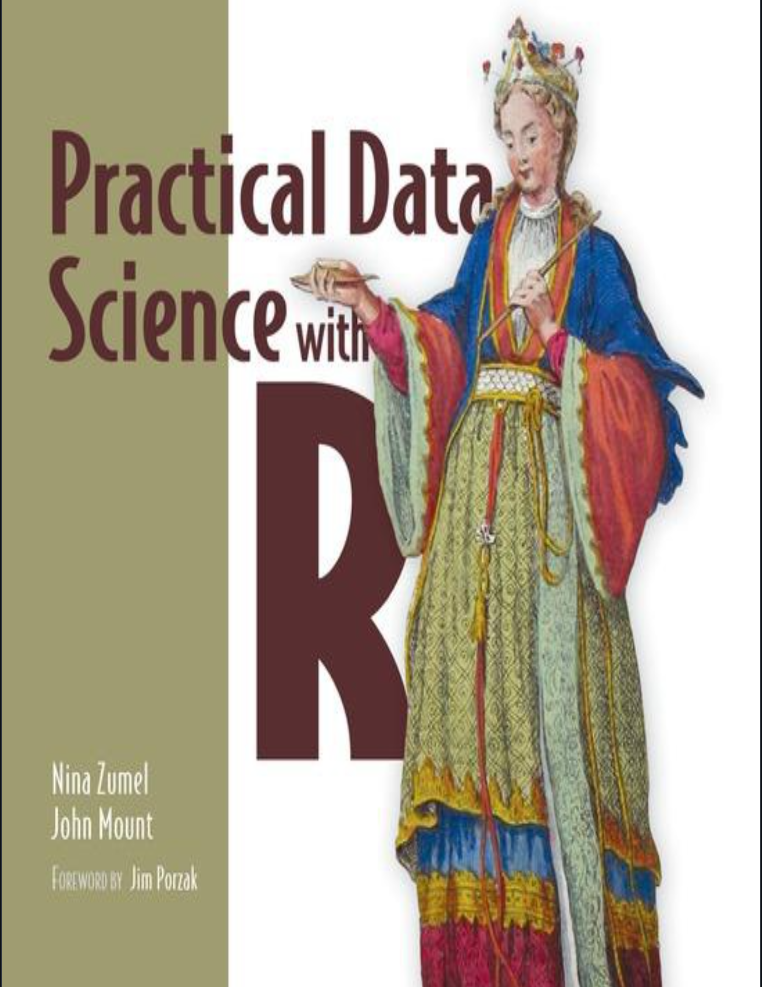 Practical Data
Science with
R
Nina Zumel
John Mount
FOREWORD BY Jim Porzak